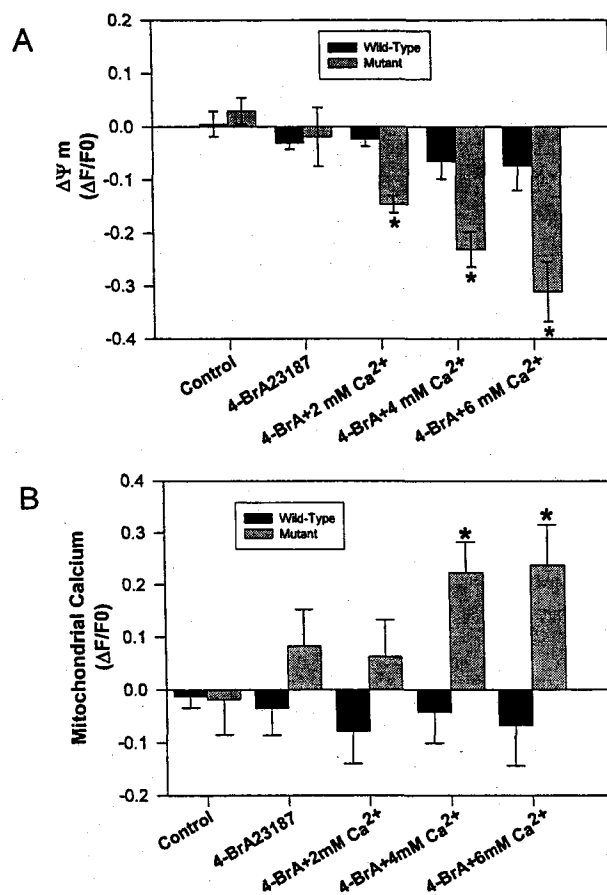 A
0.2
0.1
0.0
-0.1
-0.2
-0.3
-0.4
ΔΨ m
(ΔF/F0)
Wild-Type
Mutant
*
*
*
Control
4-BrA23187
4-BrA+2 mM Ca2+
4-BrA+4 mM Ca2+
4-BrA+6 mM Ca2+
B
0.4
0.3
0.2
0.1
0.0
-0.1
-0.2
Mitochondrial Calcium
(ΔF/F0)
Wild-Type
Mutant
*
*
Control
4-BrA23187
4-BrA+2mM Ca2+
4-BrA+4mM Ca2+
4-BrA+6mM Ca2+